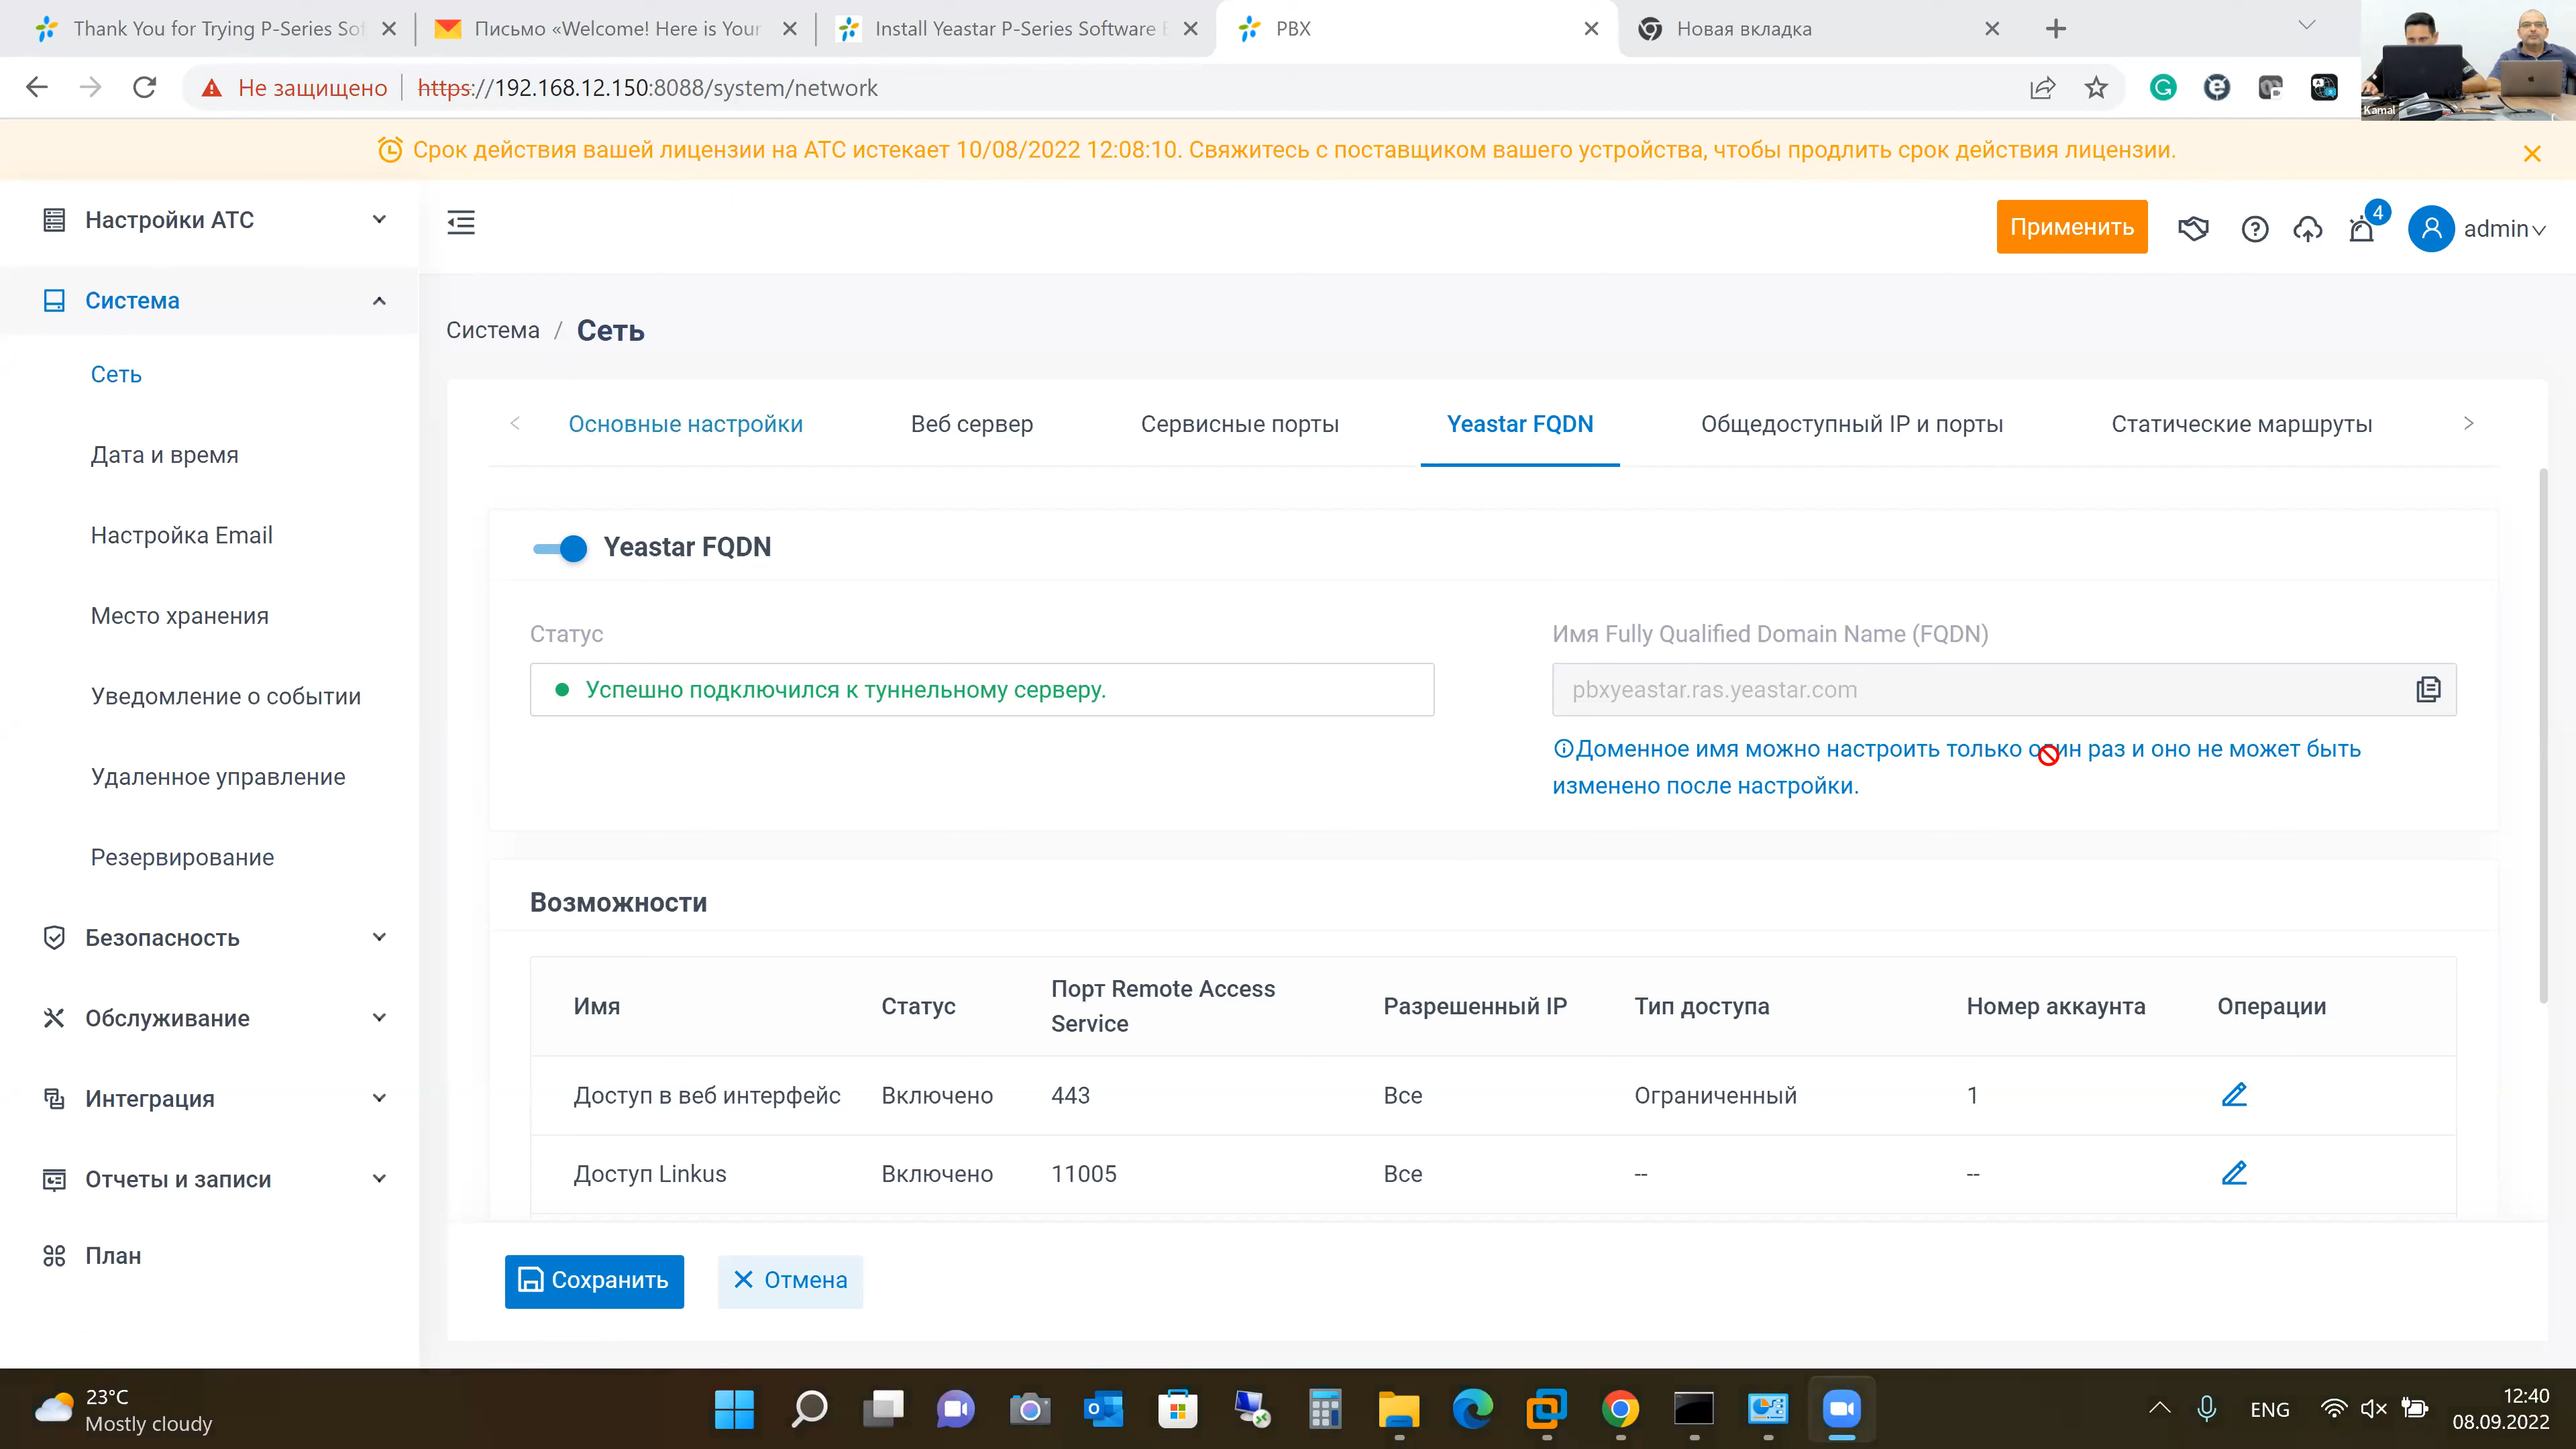 Thank You for Trying P-Series Sof
Письмо «Welcome! Here is Your
Install Yeastar P-Series Software E
PBX
Новая вкладка
Не защищено
https://192.168.12.150:8088/system/network
Kamal
Срок действия вашей лицензии на АТС истекает 10/08/2022 12:08:10. Свяжитесь с поставщиком вашего устройства, чтобы продлить срок действия лицензии.
Настройки АТС
Применить
4
admin
Система
Система / Сеть
Сеть
Основные настройки
Веб сервер
Сервисные порты
Yeastar FQDN
Общедоступный IP и порты
Статические маршруты
Дата и время
Настройка Email
Yeastar FQDN
Место хранения
Статус
Имя Fully Qualified Domain Name (FQDN)
Успешно подключился к туннельному серверу.
pbxyeastar.ras.yeastar.com
Уведомление о событии
Доменное имя можно настроить только один раз и оно не может быть
изменено после настройки.
Удаленное управление
Резервирование
Возможности
Безопасность
Имя
Статус
Порт Remote Access
Service
Разрешенный IP
Тип доступа
Номер аккаунта
Операции
Обслуживание
Доступ в веб интерфейс
Включено
443
Все
Ограниченный
1
Интеграция
Доступ Linkus
Включено
11005
Все
--
--
Отчеты и записи
План
Сохранить
Отмена
23°C
Mostly cloudy
ENG
12:40
08.09.2022